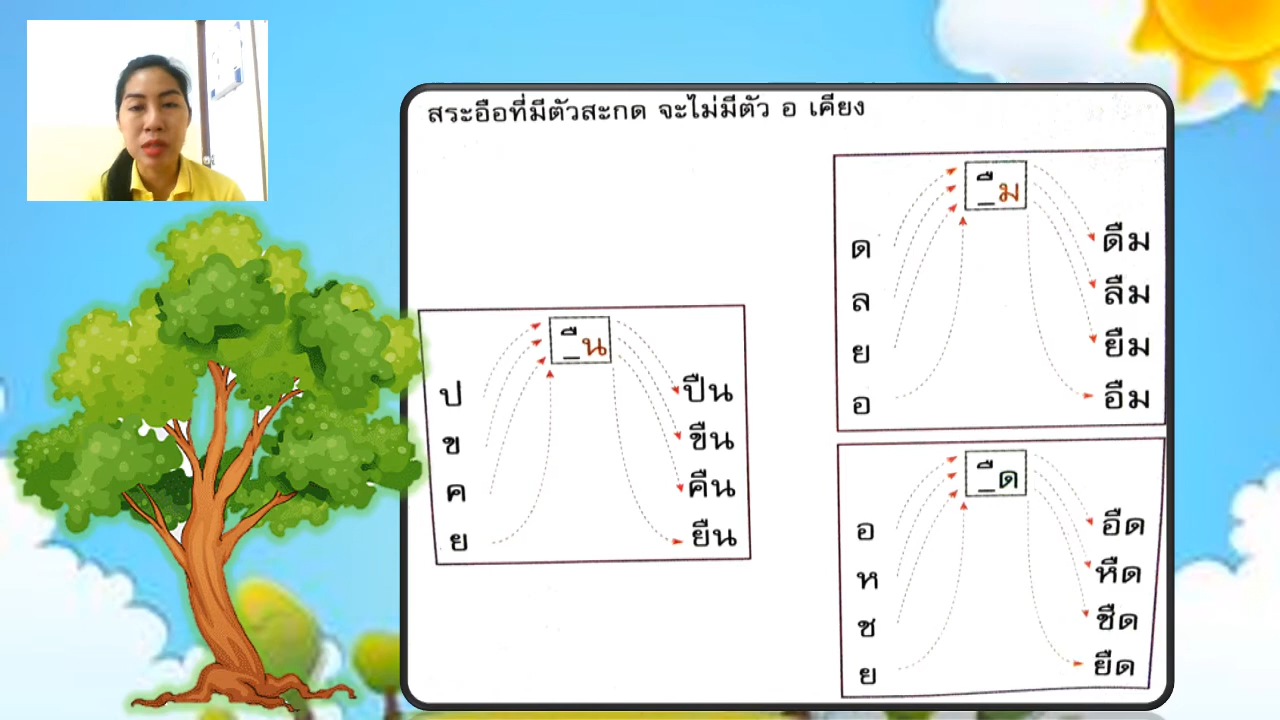 สระอือที่มีตัวสะกด จะไม่มีตัว อ เคียง
_ืน
ป ปืน
ข ขืน
ค คืน
ย ยืน
_ืม
ด ดืม
ล ลืม
ย ยืม
อ อืม
_ืด
อ อืด
ห หืด
ช ชืด
ย ยืด